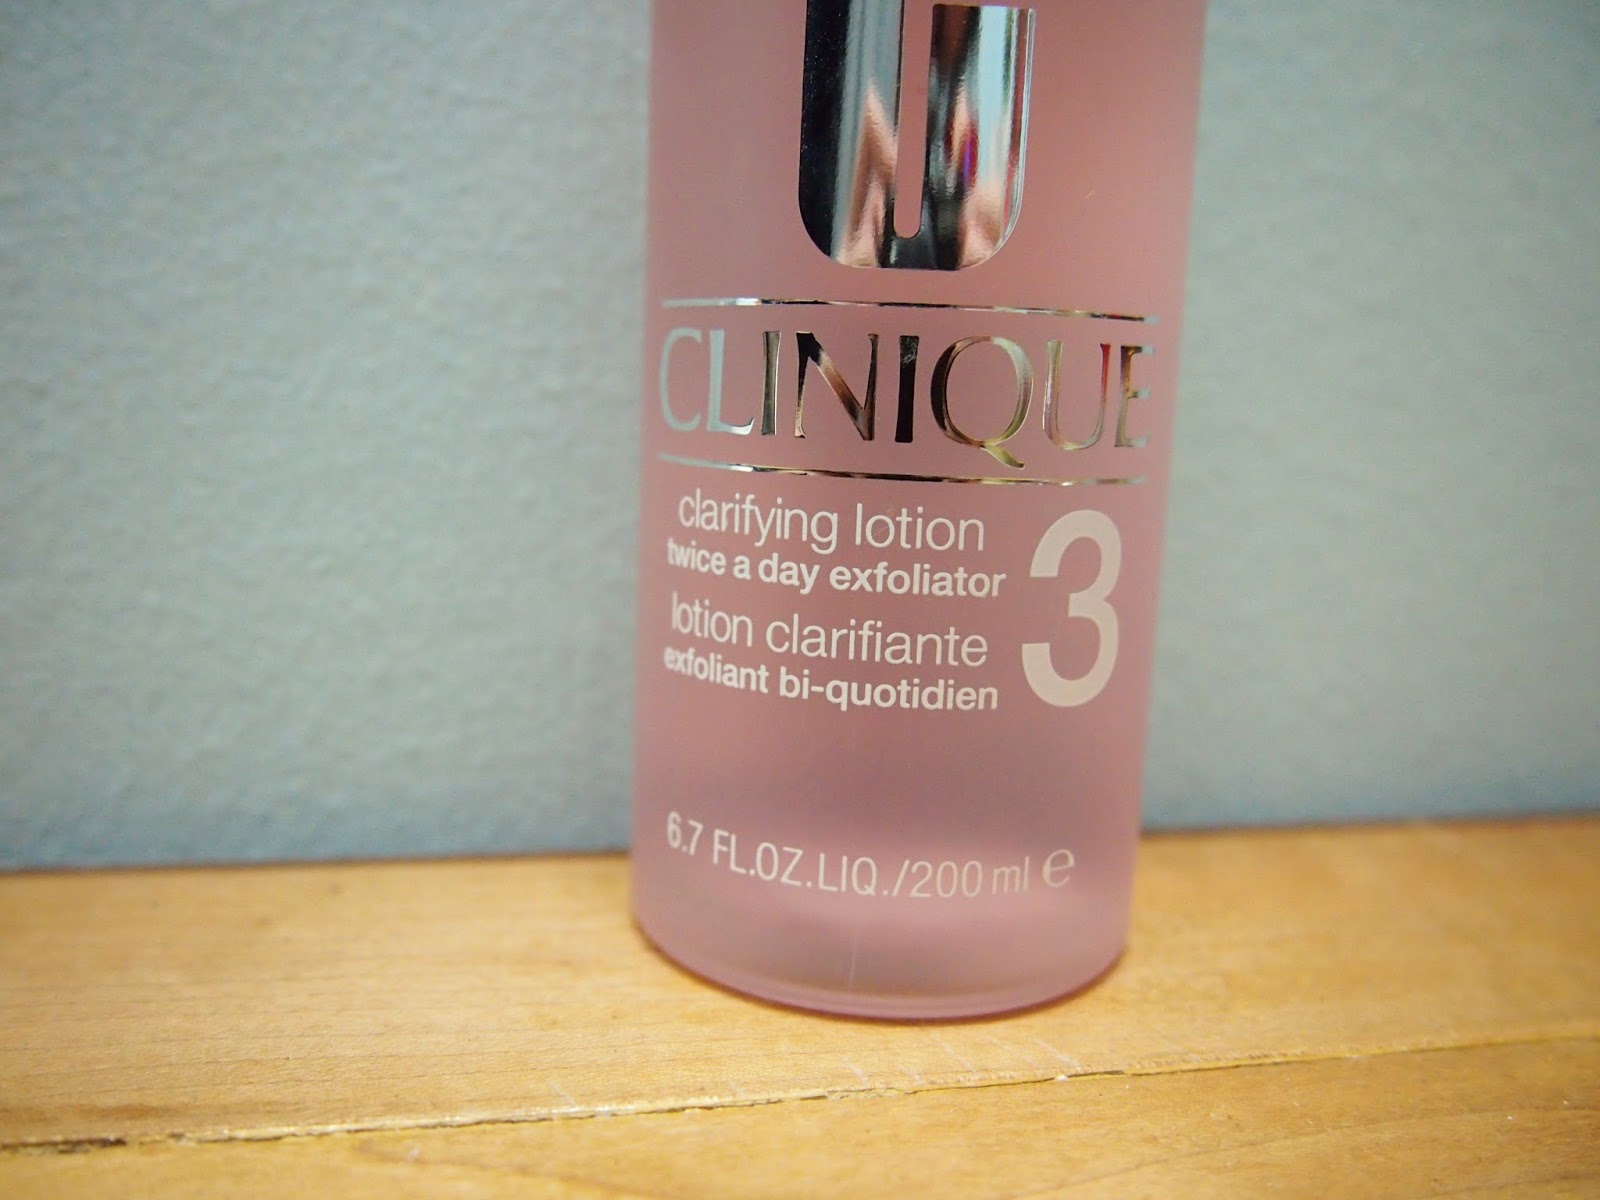 CLINIQUE
clarifying lotion
twice a day exfoliator
lotion clarifiante
exfoliant bi-quotidien
3
6.7 FL.OZ.LIQ./200 ml ℮